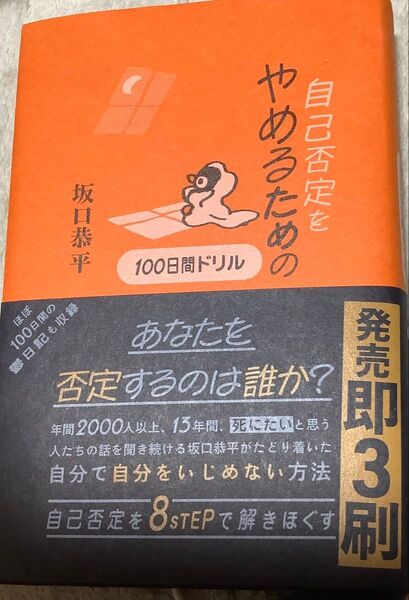 自己否定を
やめるための
100日間ドリル
坂口恭平
ほぼ
100日間の
鬱日記も収録
あなたを
否定するのは誰か?
年間2000人以上、13年間、死にたいと思う
人たちの話を聞き続ける坂口恭平がたどり着いた
自分で自分をいじめない方法
自己否定を8STEPで解きほぐす
発売即3刷